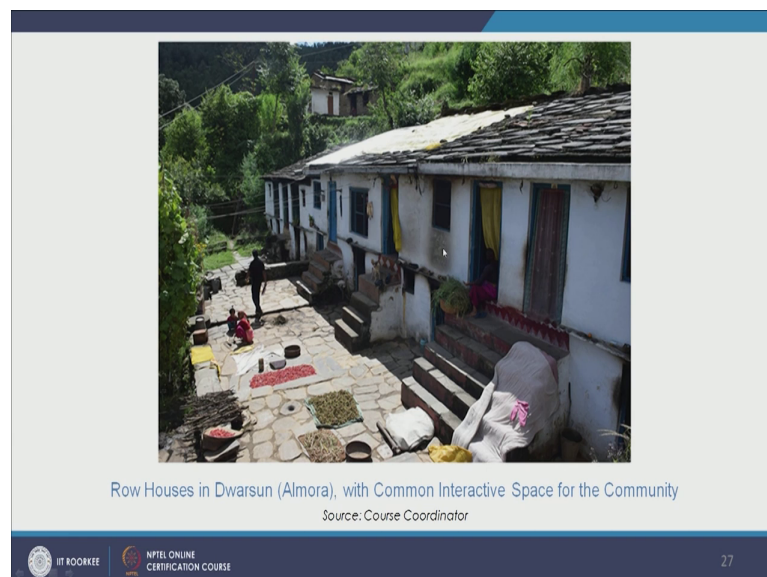 Row Houses in Dwarsun (Almora), with Common Interactive Space for the Community
Source: Course Coordinator
IIT ROORKEE
NPTEL ONLINE
CERTIFICATION COURSE
27